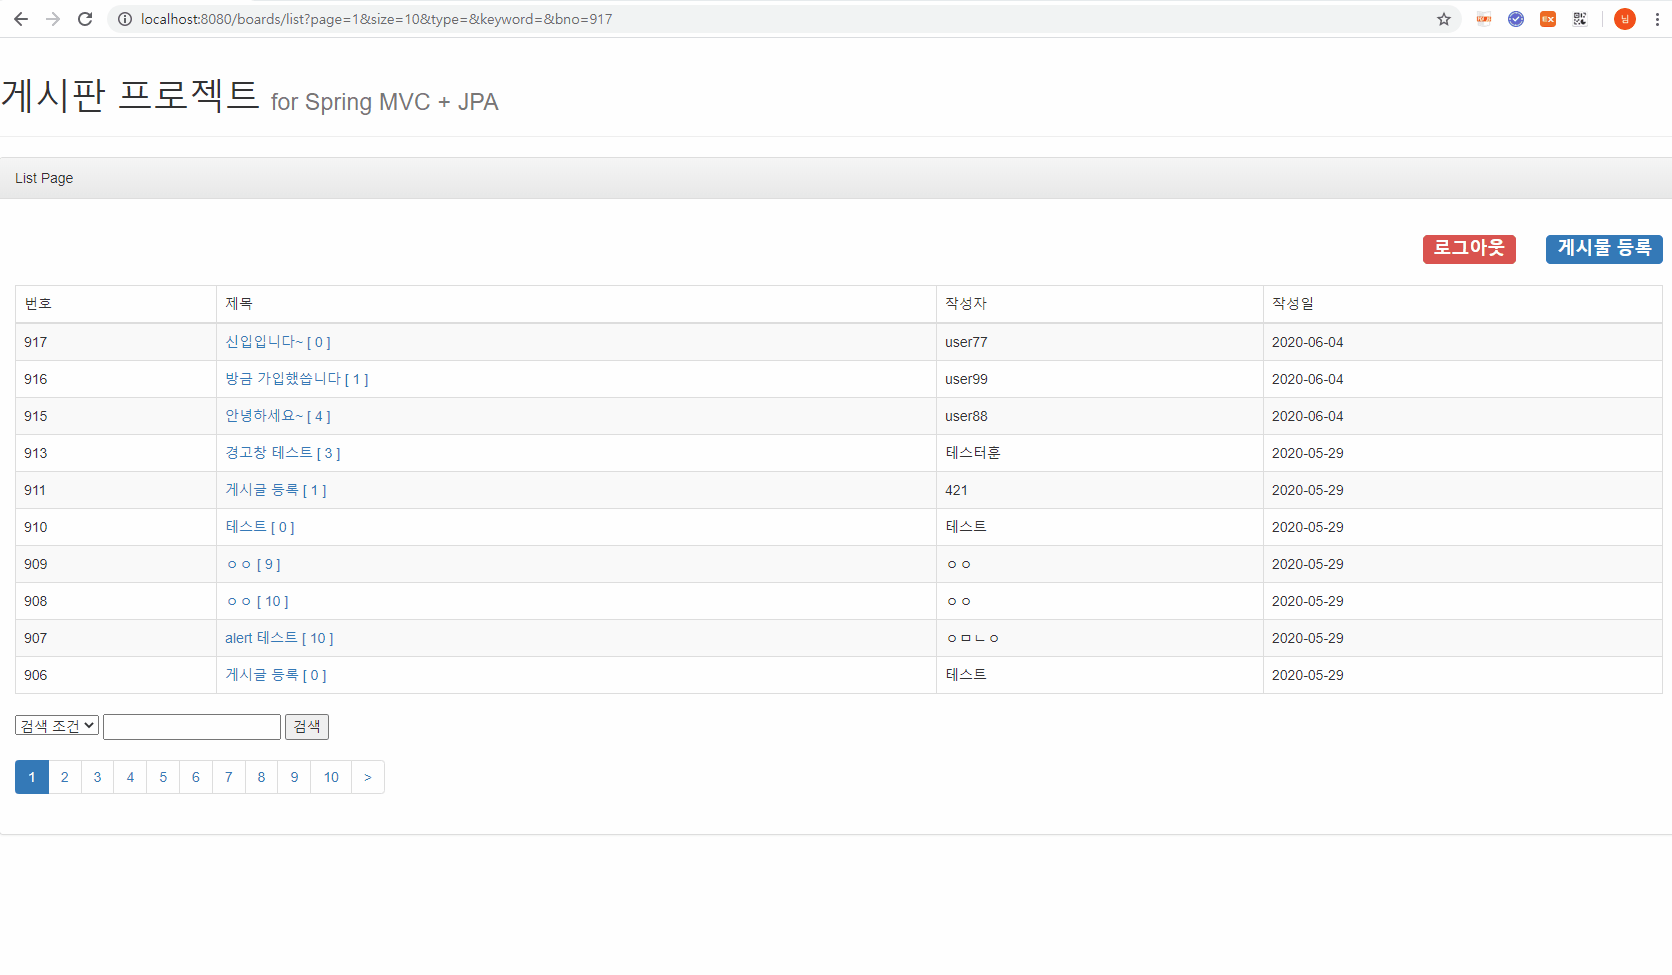 localhost:8080/boards/list?page=1&size=10&type=&keyword=&bno=917
EX
님
게시판 프로젝트 for Spring MVC + JPA
List Page
로그아웃 게시물 등록
번호 제목 작성자 작성일
917 신입입니다~ [ 0 ] user77 2020-06-04
916 방금 가입했씁니다 [ 1 ] user99 2020-06-04
915 안녕하세요~ [ 4 ] user88 2020-06-04
913 경고창 테스트 [ 3 ] 테스터훈 2020-05-29
911 게시글 등록 [ 1 ] 421 2020-05-29
910 테스트 [ 0 ] 테스트 2020-05-29
909 ㅇㅇ [ 9 ] ㅇㅇ 2020-05-29
908 ㅇㅇ [ 10 ] ㅇㅇ 2020-05-29
907 alert 테스트 [ 10 ] ㅇㅁㄴㅇ 2020-05-29
906 게시글 등록 [ 0 ] 테스트 2020-05-29
검색 조건 검색
1 2 3 4 5 6 7 8 9 10 >